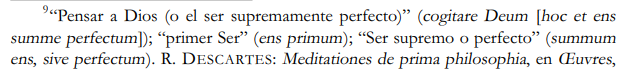 ⁹“Pensar a Dios (o el ser supramamente perfecto)” (cogitare Deum [hoc et ens
summe perfectum]); “primer Ser” (ens primum); “Ser supremo o perfecto” (summum
ens, sive perfectum). R. DESCARTES: Meditationes de prima philosophia, en Œuvres,